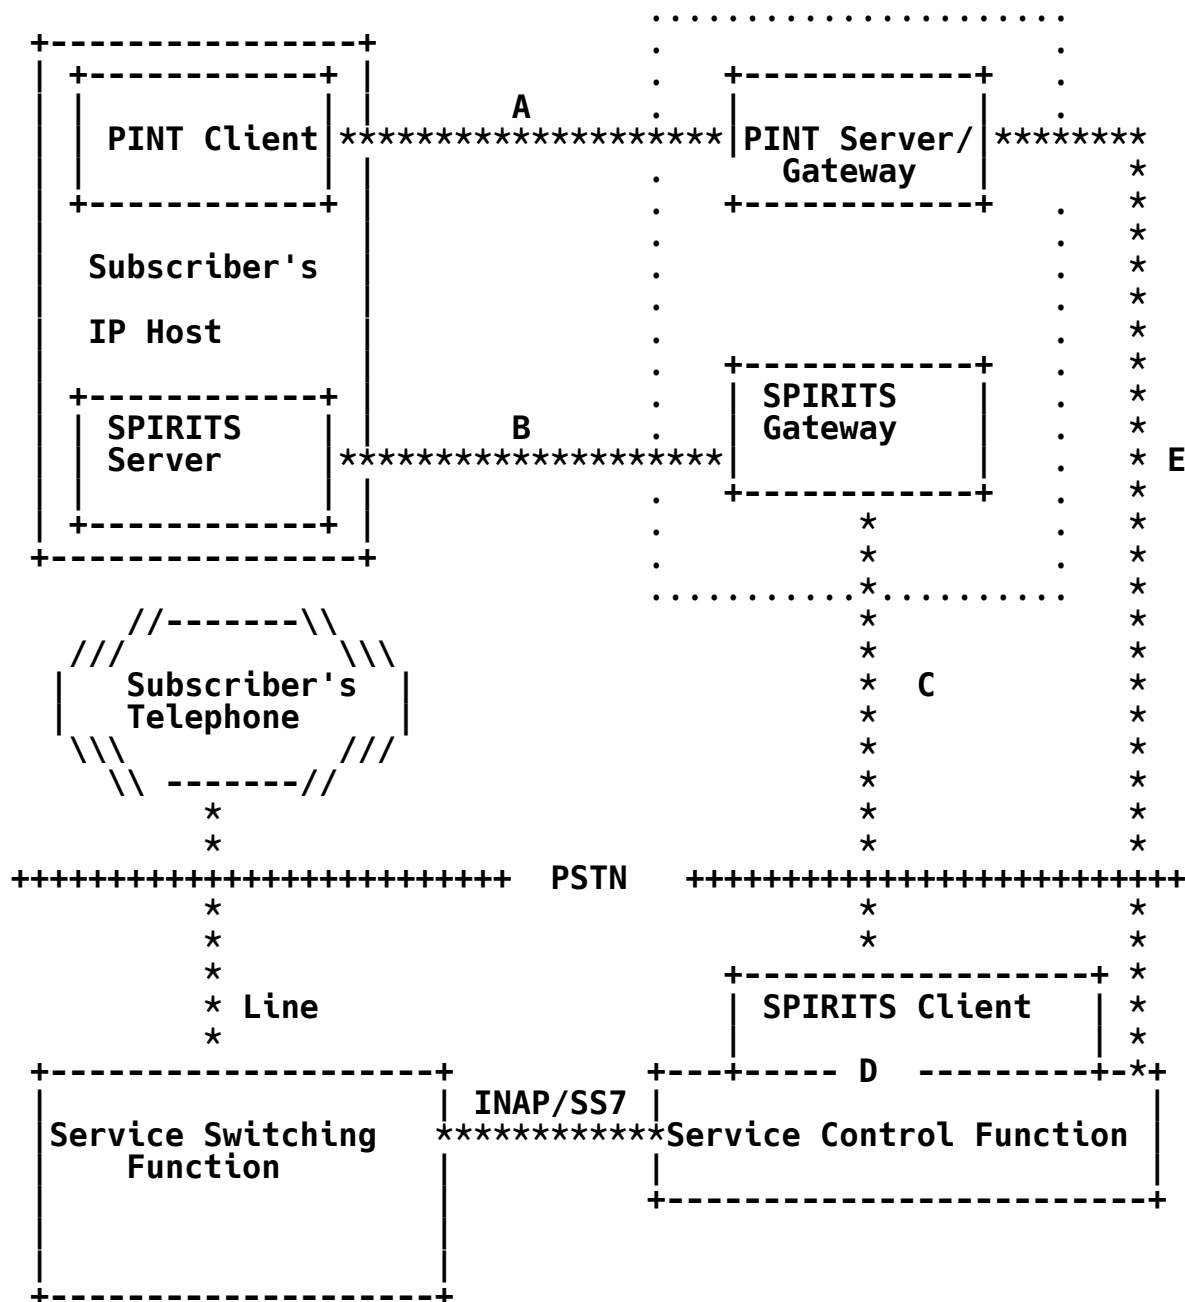 A
PINT Client
PINT Server/
Gateway
Subscriber's
IP Host
SPIRITS
Server
B
SPIRITS
Gateway
E
Subscriber's
Telephone
C
PSTN
Line
SPIRITS Client
D
INAP/SS7
Service Switching
Function
Service Control Function